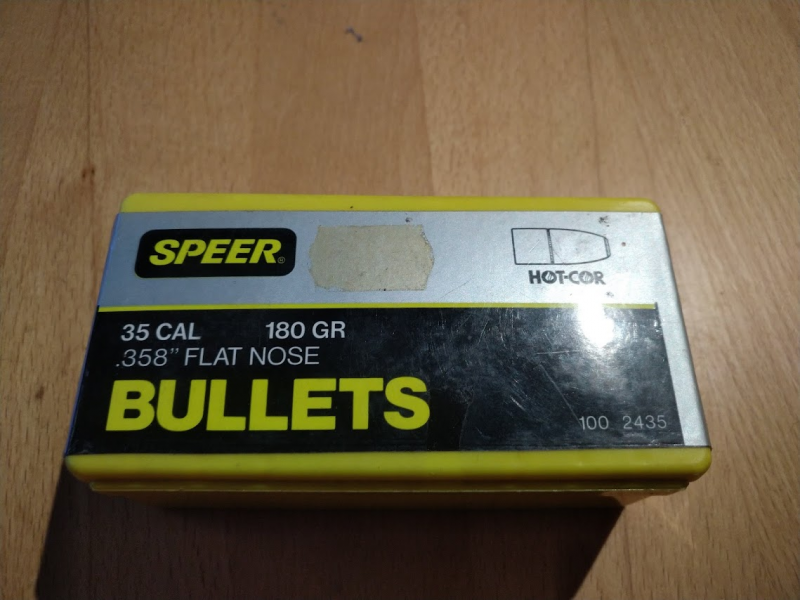 SPEER®
HOT-COR
35 CAL 180 GR
.358” FLAT NOSE
BULLETS
100 2435